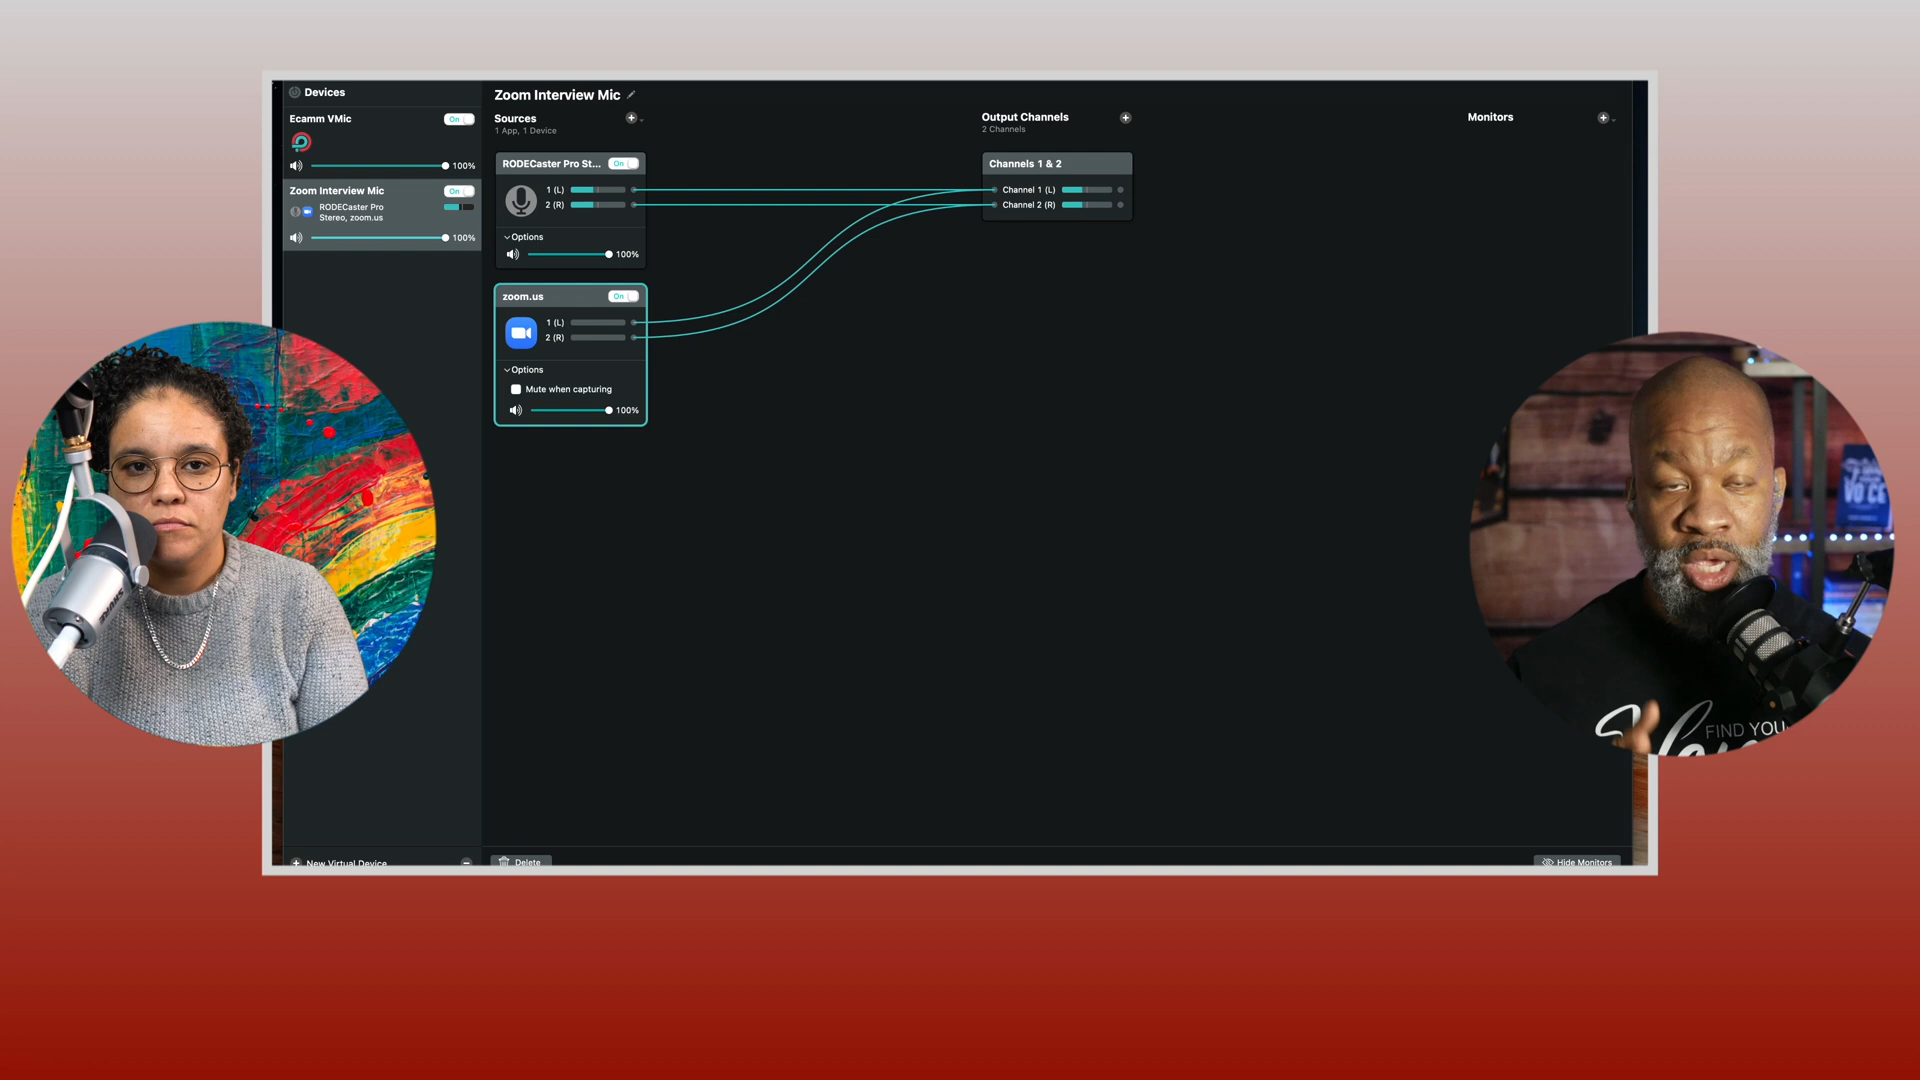 Devices
Ecamm VMic
On
100%
Zoom Interview Mic
On
RODECaster Pro
Stereo, zoom.us
100%
New Virtual Device
Zoom Interview Mic
Sources
1 App, 1 Device
RODECaster Pro St...
On
1 (L)
2 (R)
Options
100%
zoom.us
On
1 (L)
2 (R)
Options
Mute when capturing
100%
Delete
Output Channels
2 Channels
Channels 1 & 2
Channel 1 (L)
Channel 2 (R)
Monitors
Hide Monitors
SHURE
VOICE
FIND YOU